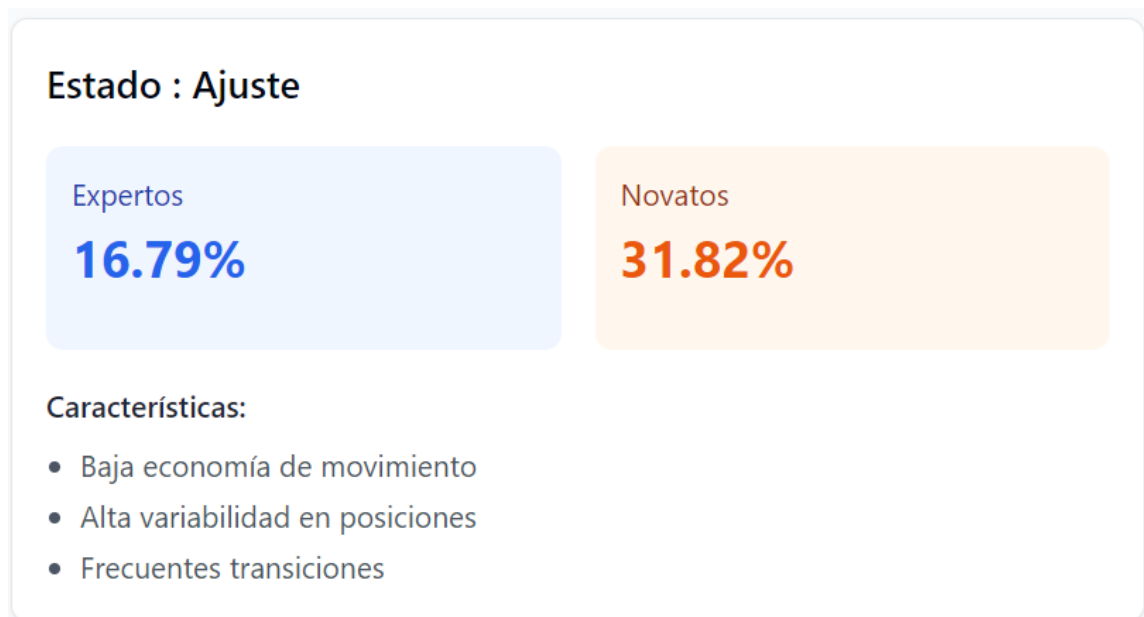 Estado : Ajuste
Expertos
16.79%
Novatos
31.82%
Características:
• Baja economía de movimiento
• Alta variabilidad en posiciones
• Frecuentes transiciones